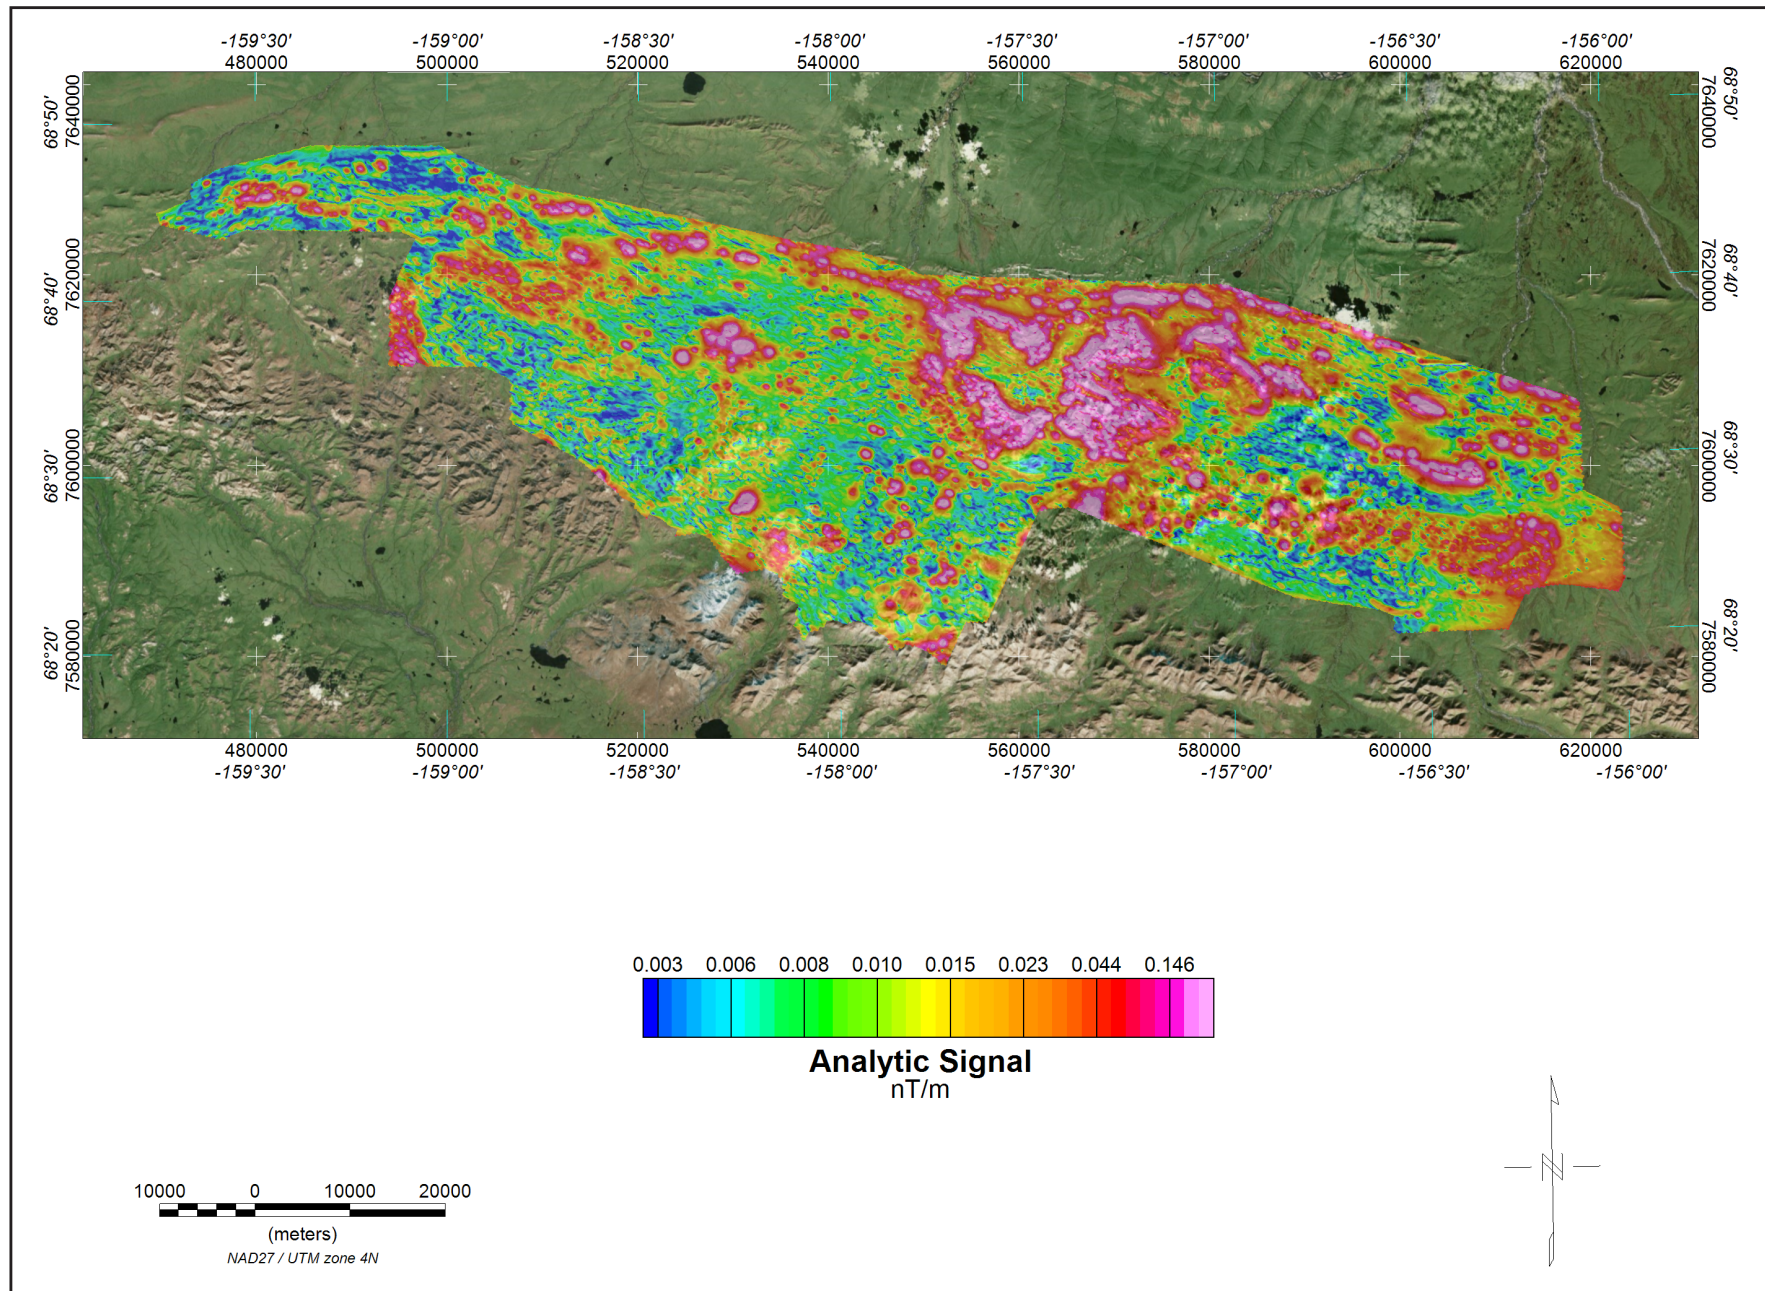 -159°30' -159°00' -158°30' -158°00' -157°30' -157°00' -156°30' -156°00'
480000 500000 520000 540000 560000 580000 600000 620000
68°50' 7640000 7640000 68°50'
68°40' 7620000 7620000 68°40'
68°30' 7600000 7600000 68°30'
68°20' 7580000 7580000 68°20'
480000 500000 520000 540000 560000 580000 600000 620000
-159°30' -159°00' -158°30' -158°00' -157°30' -157°00' -156°30' -156°00'
0.003 0.006 0.008 0.010 0.015 0.023 0.044 0.146
Analytic Signal
nT/m
N
10000 0 10000 20000
(meters)
NAD27 / UTM zone 4N